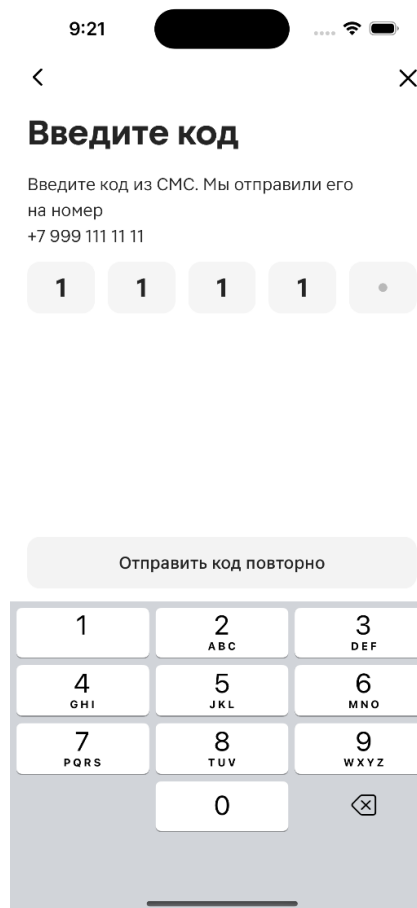 9:21
Введите код
Введите код из СМС. Мы отправили его
на номер
+7 999 111 11 11
1 1 1 1
Отправить код повторно
1 2 3
ABC DEF
4 5 6
GHI JKL MNO
7 8 9
PQRS TUV WXYZ
0